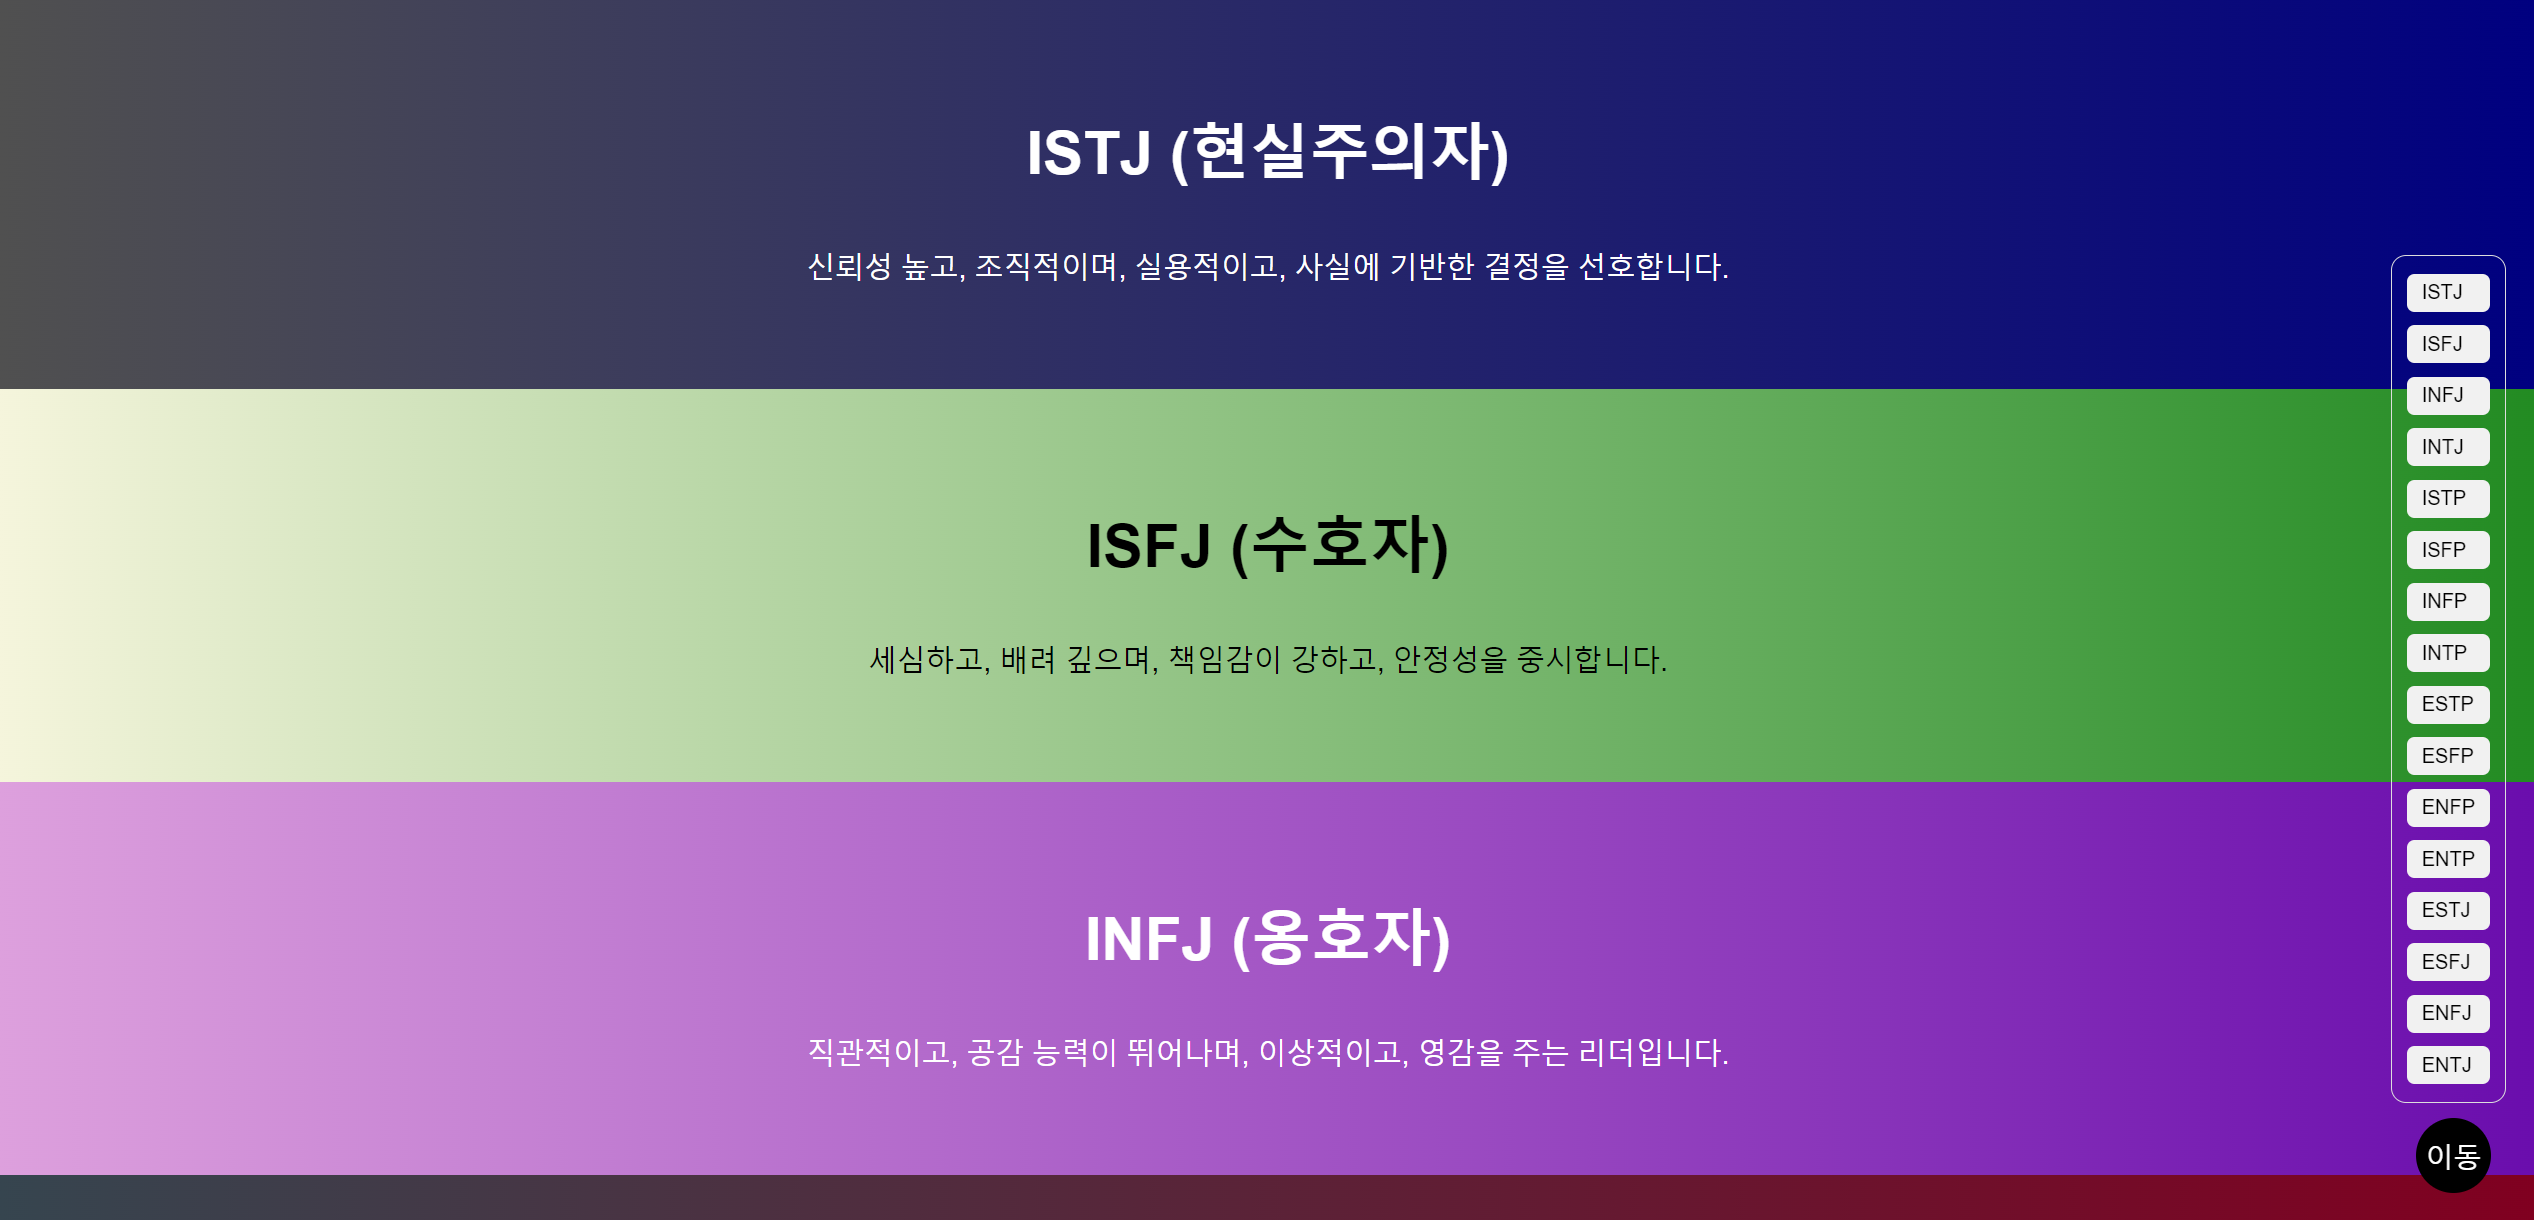 ISTJ (현실주의자)
신뢰성 높고, 조직적이며, 실용적이고, 사실에 기반한 결정을 선호합니다.
ISFJ (수호자)
세심하고, 배려 깊으며, 책임감이 강하고, 안정성을 중시합니다.
INFJ (옹호자)
직관적이고, 공감 능력이 뛰어나며, 이상적이고, 영감을 주는 리더입니다.
ISTJ
ISFJ
INFJ
INTJ
ISTP
ISFP
INFP
INTP
ESTP
ESFP
ENFP
ENTP
ESTJ
ESFJ
ENFJ
ENTJ
이동